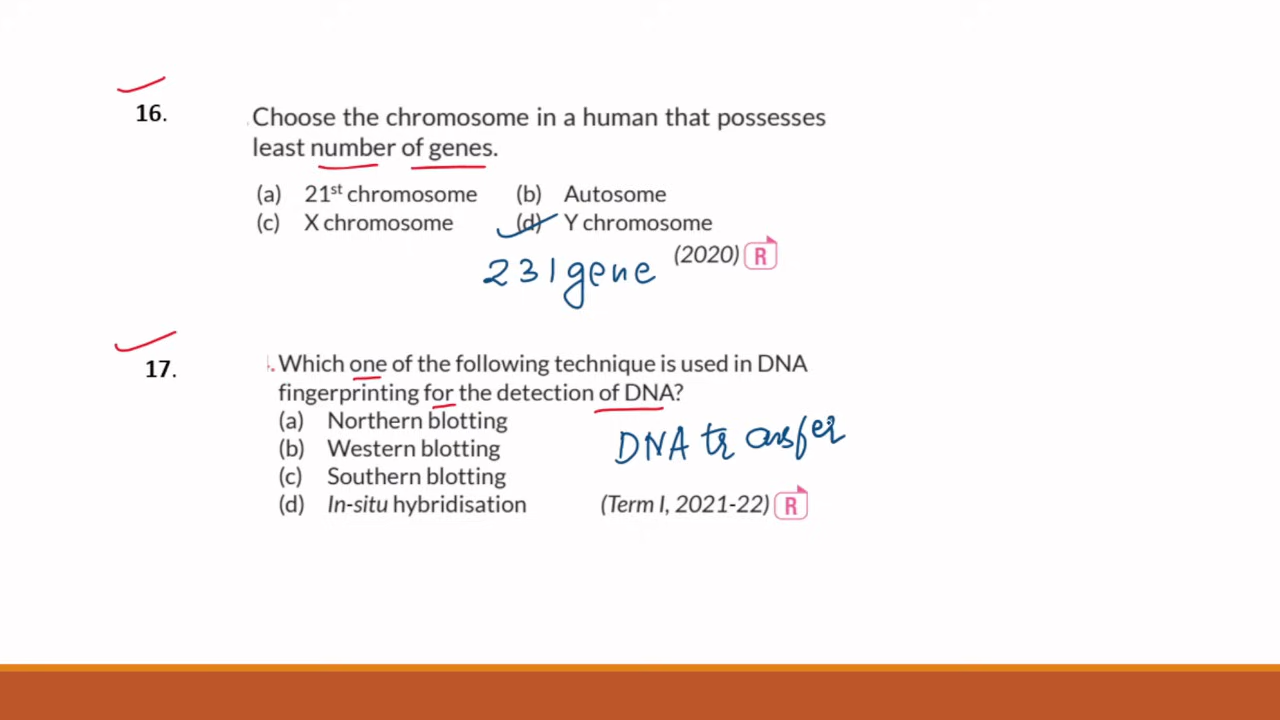 16.
Choose the chromosome in a human that possesses
least number of genes.
(a) 21st chromosome (b) Autosome
(c) X chromosome (d) Y chromosome
(2020) R
231 gene
17.
Which one of the following technique is used in DNA
fingerprinting for the detection of DNA?
(a) Northern blotting
DNA transfer
(b) Western blotting
(c) Southern blotting
(d) In-situ hybridisation (Term I, 2021-22) R